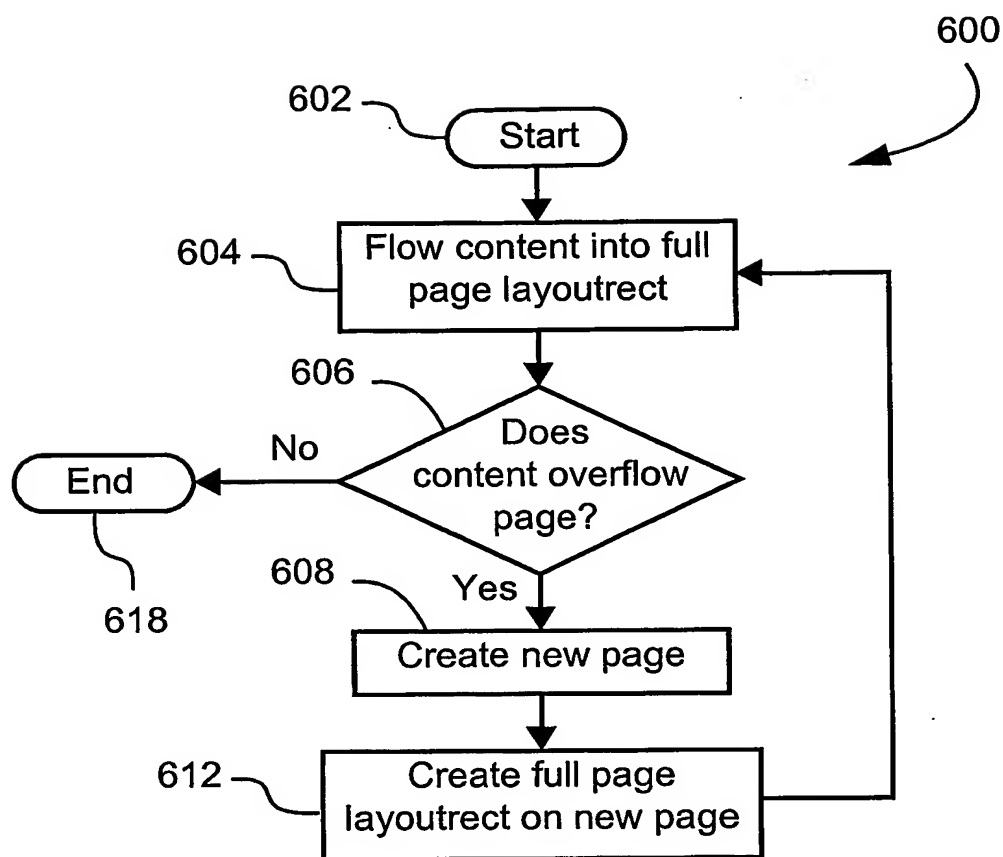 600
602
Start
604
Flow content into full
page layoutrect
606
Does
content overflow
page?
No
End
618
Yes
608
Create new page
612
Create full page
layoutrect on new page